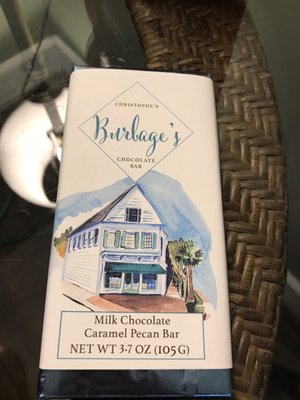 CHRISTOPHE'S
Burbage's
CHOCOLATE
BAR
Milk Chocolate
Caramel Pecan Bar
NET WT 3.7 OZ (105G)